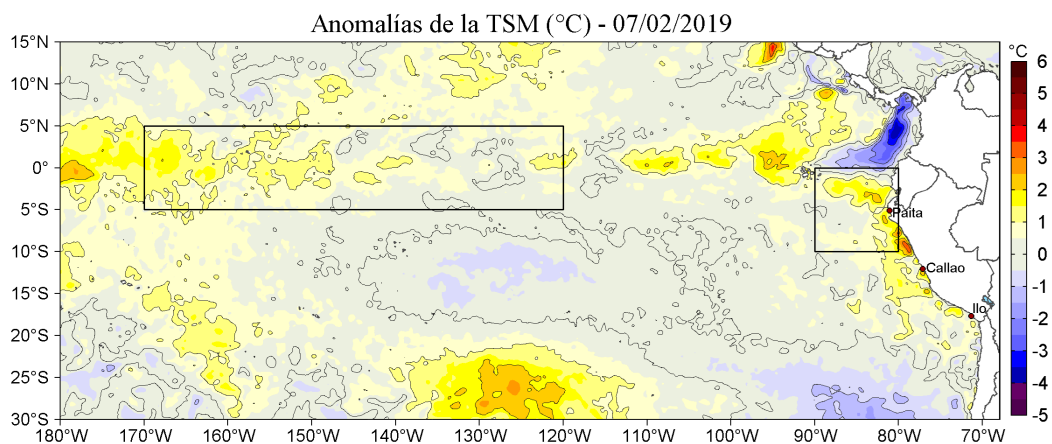 Anomalías de la TSM (°C) - 07/02/2019
°C
15°N
10°N
5°N
0°
5°S
10°S
15°S
20°S
25°S
30°S
180°W
170°W
160°W
150°W
140°W
130°W
120°W
110°W
100°W
90°W
80°W
70°W
Paita
Callao
Ilo
6
5
4
3
2
1
0
-1
-2
-3
-4
-5